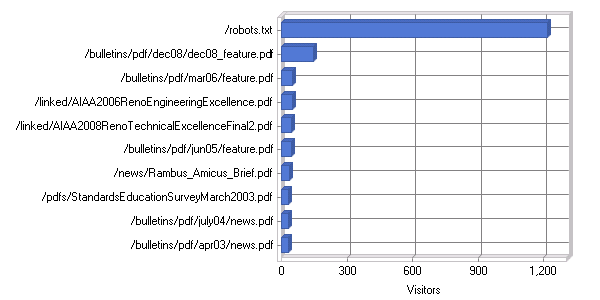 /robots.txt
/bulletins/pdf/dec08/dec08_feature.pdf
/bulletins/pdf/mar06/feature.pdf
/linked/AIAA2006RenoEngineeringExcellence.pdf
/linked/AIAA2008RenoTechnicalExcellenceFinal2.pdf
/bulletins/pdf/jun05/feature.pdf
/news/Rambus_Amicus_Brief.pdf
/pdfs/StandardsEducationSurveyMarch2003.pdf
/bulletins/pdf/july04/news.pdf
/bulletins/pdf/apr03/news.pdf
0 300 600 900 1,200
Visitors